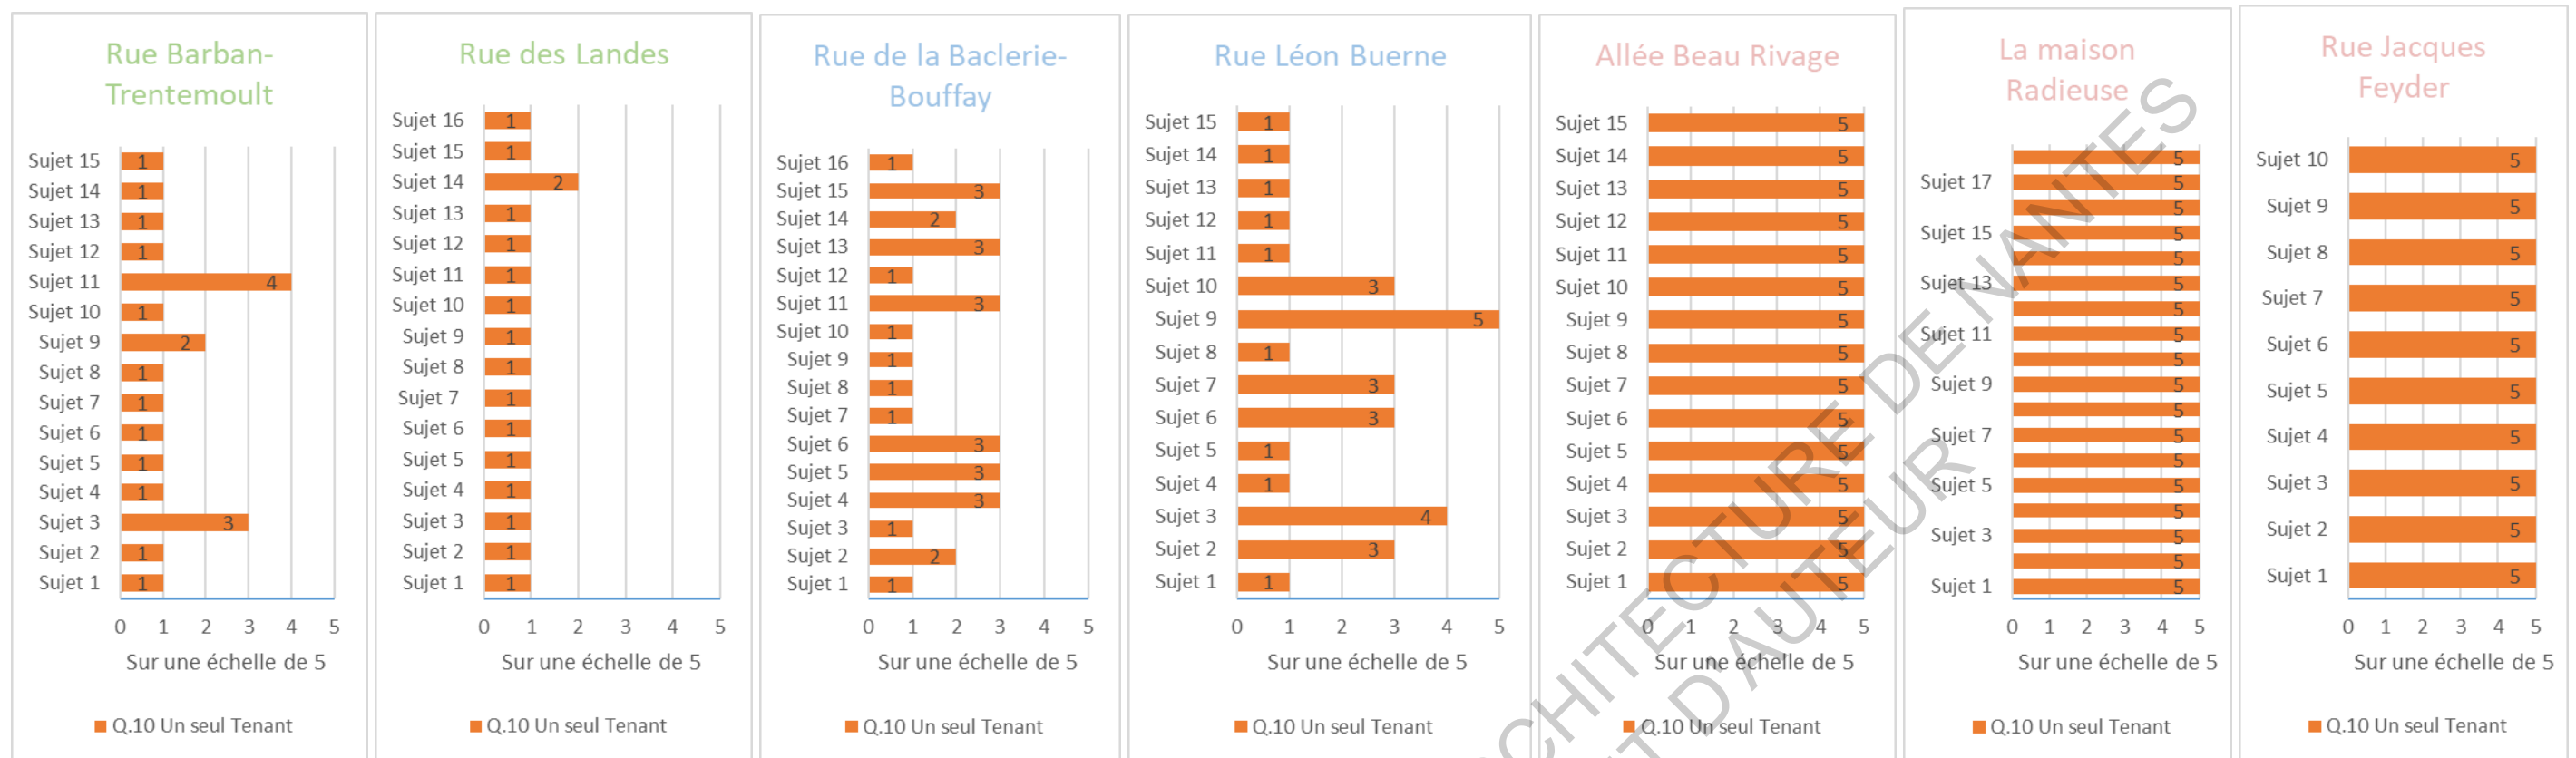 Rue Barban-
Trentemoult
Sujet 15 1
Sujet 14 1
Sujet 13 1
Sujet 12 1
Sujet 11 4
Sujet 10 1
Sujet 9 2
Sujet 8 1
Sujet 7 1
Sujet 6 1
Sujet 5 1
Sujet 4 1
Sujet 3 3
Sujet 2 1
Sujet 1 1
0 1 2 3 4 5
Sur une échelle de 5
Q.10 Un seul Tenant
Rue des Landes
Sujet 16 1
Sujet 15 1
Sujet 14 2
Sujet 13 1
Sujet 12 1
Sujet 11 1
Sujet 10 1
Sujet 9 1
Sujet 8 1
Sujet 7 1
Sujet 6 1
Sujet 5 1
Sujet 4 1
Sujet 3 1
Sujet 2 1
Sujet 1 1
0 1 2 3 4 5
Sur une échelle de 5
Q.10 Un seul Tenant
Rue de la Baclerie-
Bouffay
Sujet 16 1
Sujet 15 3
Sujet 14 2
Sujet 13 3
Sujet 12 1
Sujet 11 3
Sujet 10 1
Sujet 9 1
Sujet 8 1
Sujet 7 1
Sujet 6 3
Sujet 5 3
Sujet 4 3
Sujet 3 1
Sujet 2 2
Sujet 1 1
0 1 2 3 4 5
Sur une échelle de 5
Q.10 Un seul Tenant
Rue Léon Buerne
Sujet 15 1
Sujet 14 1
Sujet 13 1
Sujet 12 1
Sujet 11 1
Sujet 10 3
Sujet 9 5
Sujet 8 1
Sujet 7 3
Sujet 6 3
Sujet 5 1
Sujet 4 1
Sujet 3 4
Sujet 2 3
Sujet 1 1
0 1 2 3 4 5
Sur une échelle de 5
Q.10 Un seul Tenant
Allée Beau Rivage
Sujet 15 5
Sujet 14 5
Sujet 13 5
Sujet 12 5
Sujet 11 5
Sujet 10 5
Sujet 9 5
Sujet 8 5
Sujet 7 5
Sujet 6 5
Sujet 5 5
Sujet 4 5
Sujet 3 5
Sujet 2 5
Sujet 1 5
0 1 2 3 4 5
Sur une échelle de 5
Q.10 Un seul Tenant
La maison
Radieuse
5
Sujet 17 5
5
Sujet 15 5
5
Sujet 13 5
5
Sujet 11 5
5
Sujet 9 5
5
Sujet 7 5
5
Sujet 5 5
5
Sujet 3 5
5
Sujet 1 5
0 1 2 3 4 5
Sur une échelle de 5
Q.10 Un seul Tenant
Rue Jacques
Feyder
Sujet 10 5
Sujet 9 5
Sujet 8 5
Sujet 7 5
Sujet 6 5
Sujet 5 5
Sujet 4 5
Sujet 3 5
Sujet 2 5
Sujet 1 5
0 1 2 3 4 5
Sur une échelle de 5
Q.10 Un seul Tenant
CHITECTURE DE NANTES
T D'AUTEUR